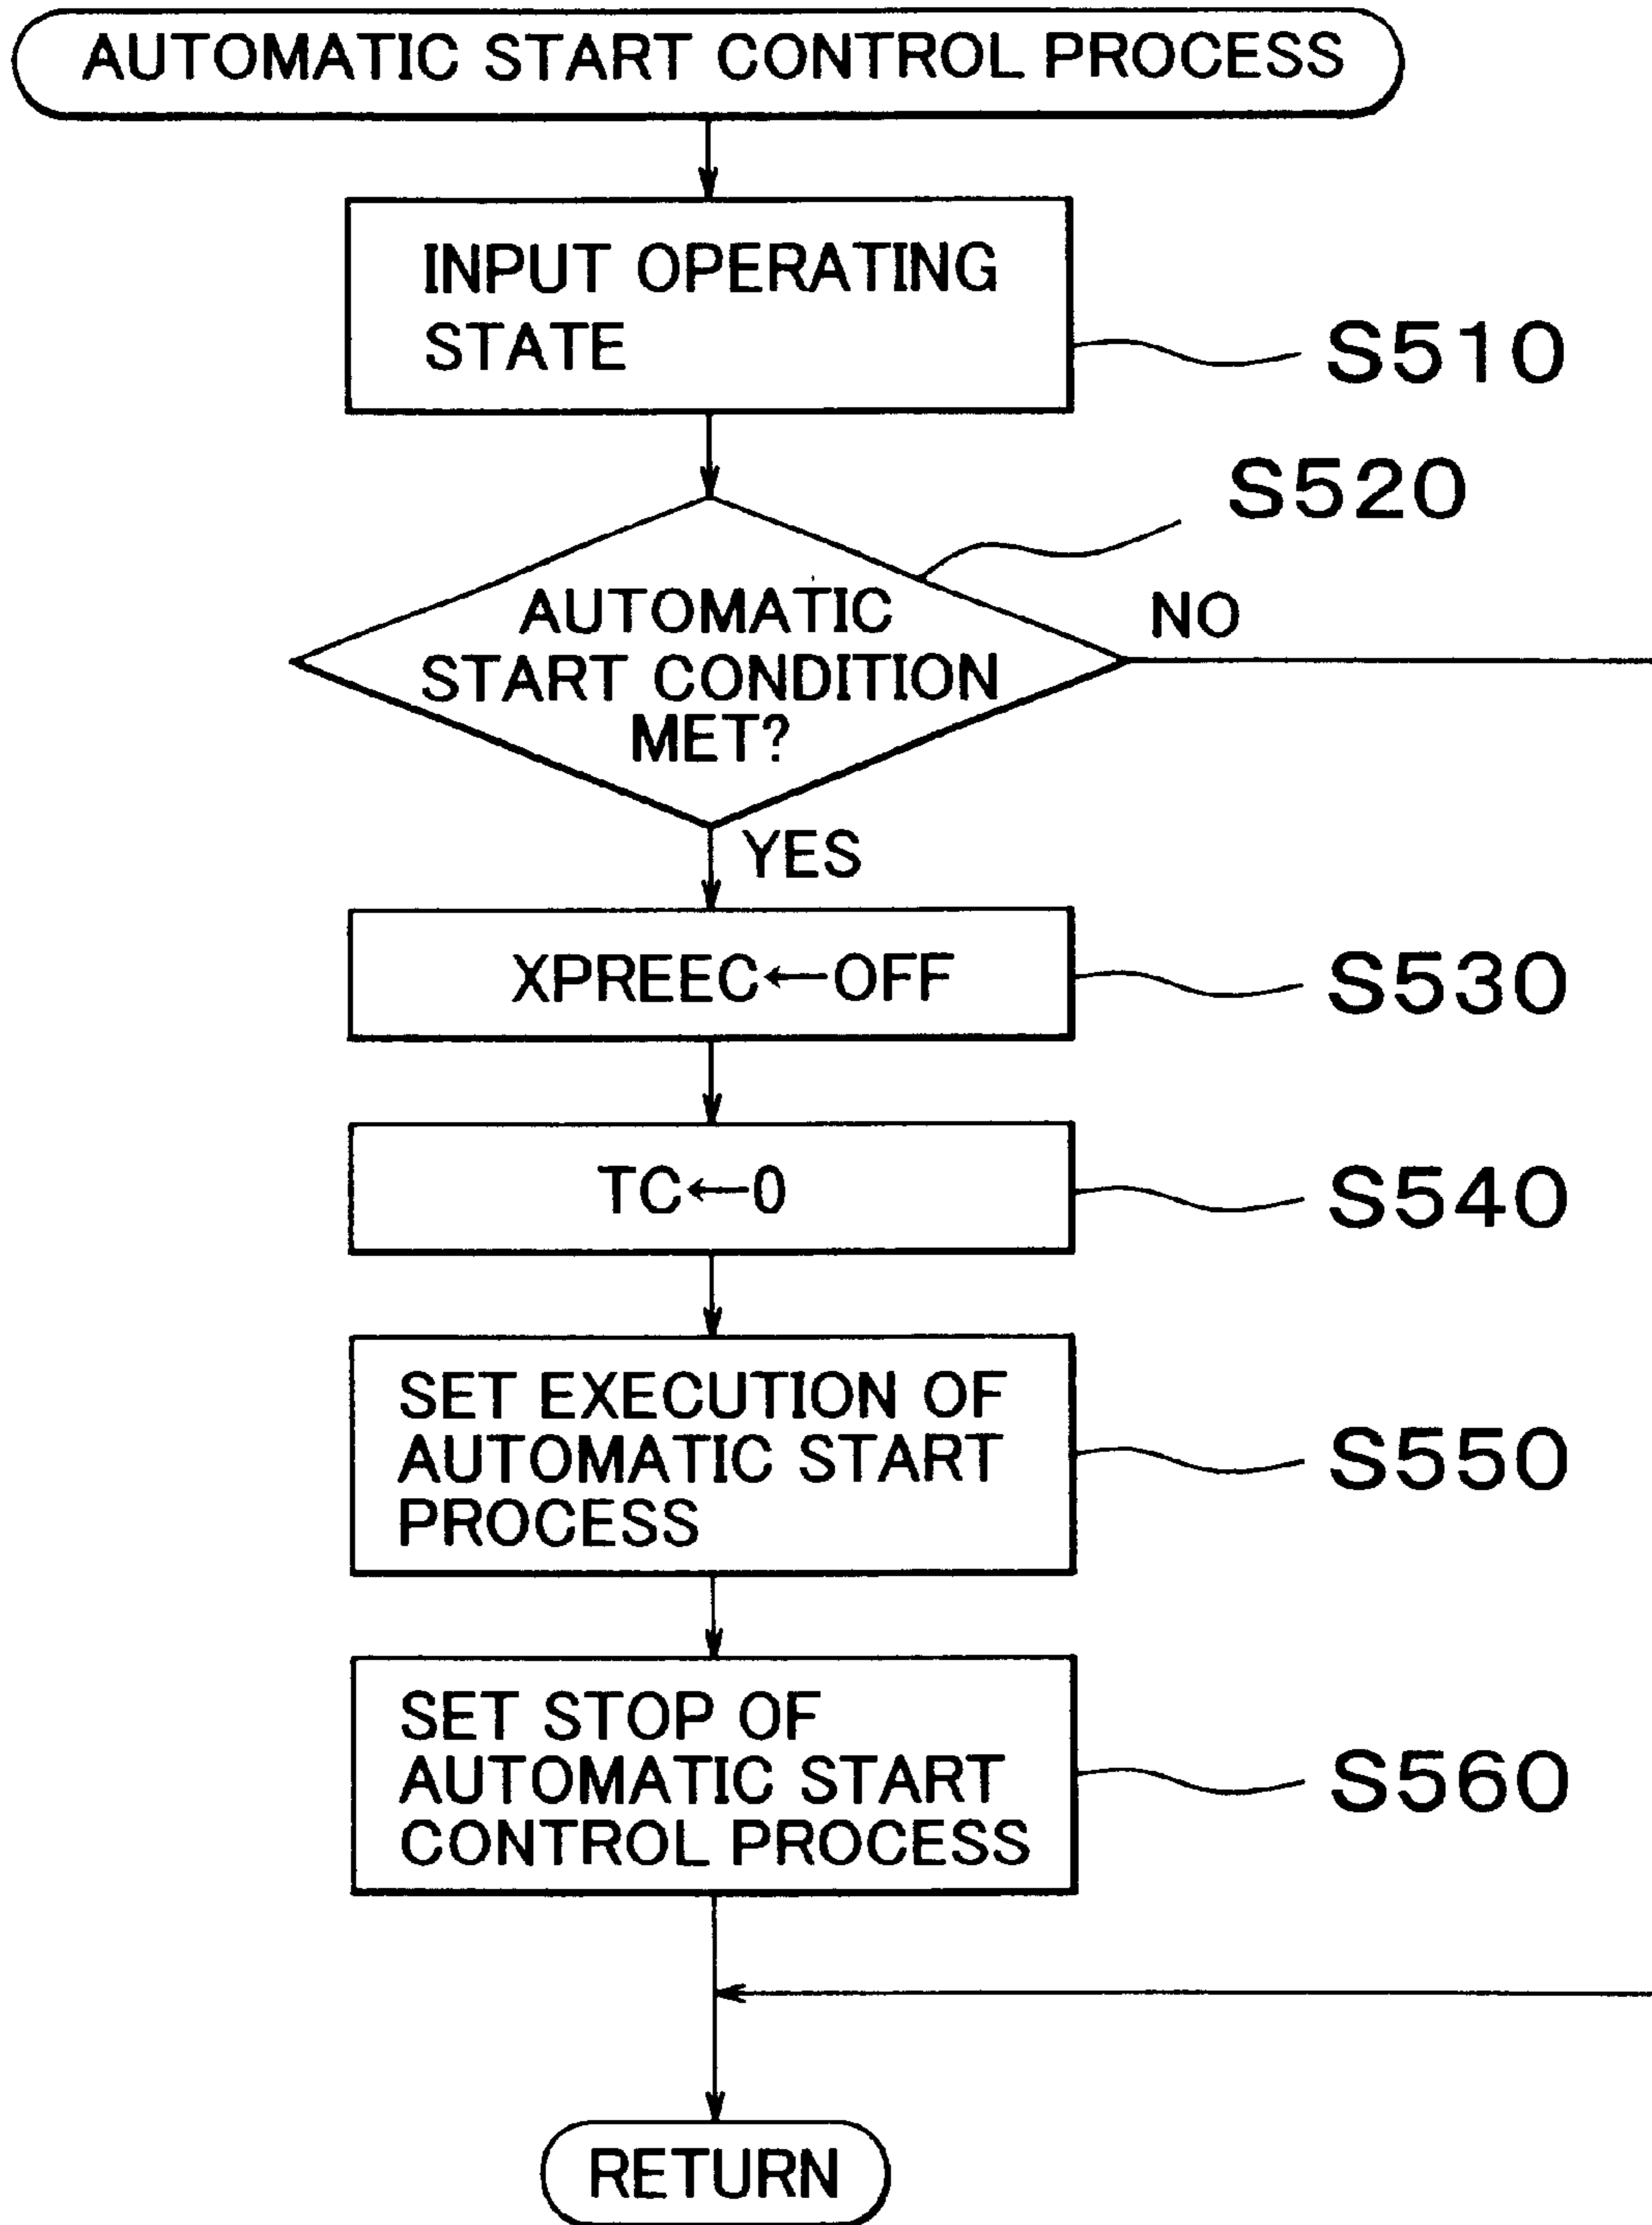 AUTOMATIC START CONTROL PROCESS
INPUT OPERATING
STATE
S510
S520
AUTOMATIC
START CONDITION
MET?
NO
YES
XPREEC←OFF
S530
TC←0
S540
SET EXECUTION OF
AUTOMATIC START
PROCESS
S550
SET STOP OF
AUTOMATIC START
CONTROL PROCESS
S560
RETURN